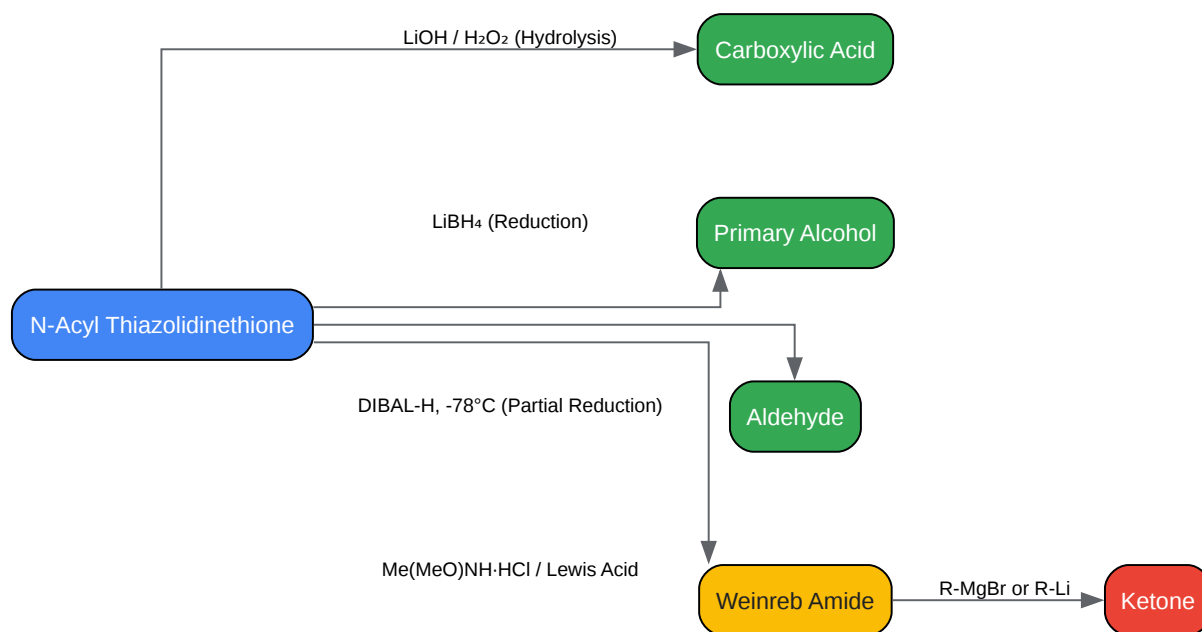 LiOH / H₂O₂ (Hydrolysis)
Carboxylic Acid
LiBH₄ (Reduction)
Primary Alcohol
N-Acyl Thiazolidinethione
DIBAL-H, -78°C (Partial Reduction)
Aldehyde
Me(MeO)NH·HCl / Lewis Acid
Weinreb Amide
R-MgBr or R-Li
Ketone